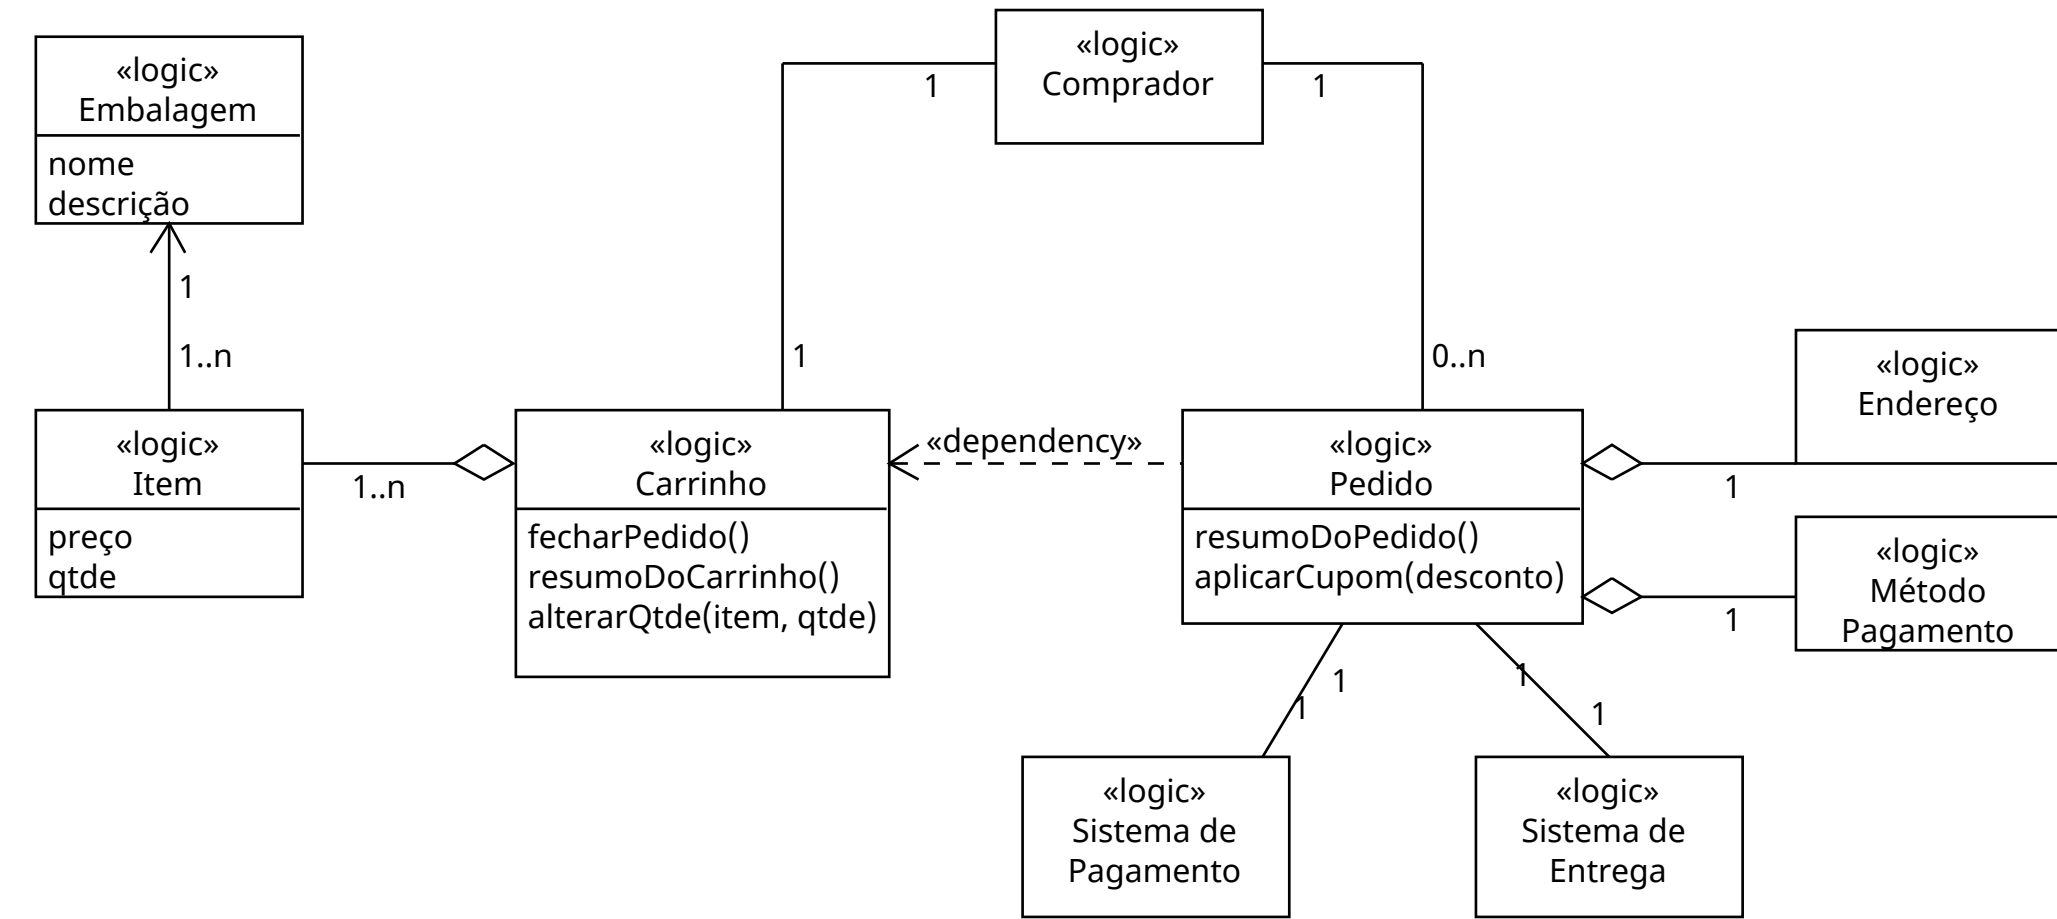 «logic»
Embalagem
nome
descrição
1
1..n
«logic»
Item
preço
qtde
1..n
«logic»
Comprador
1
1
1
0..n
«logic»
Carrinho
fecharPedido()
resumoDoCarrinho()
alterarQtde(item, qtde)
«dependency»
«logic»
Pedido
resumoDoPedido()
aplicarCupom(desconto)
«logic»
Endereço
1
«logic»
Método
Pagamento
1
1
1
1
1
«logic»
Sistema de
Pagamento
«logic»
Sistema de
Entrega